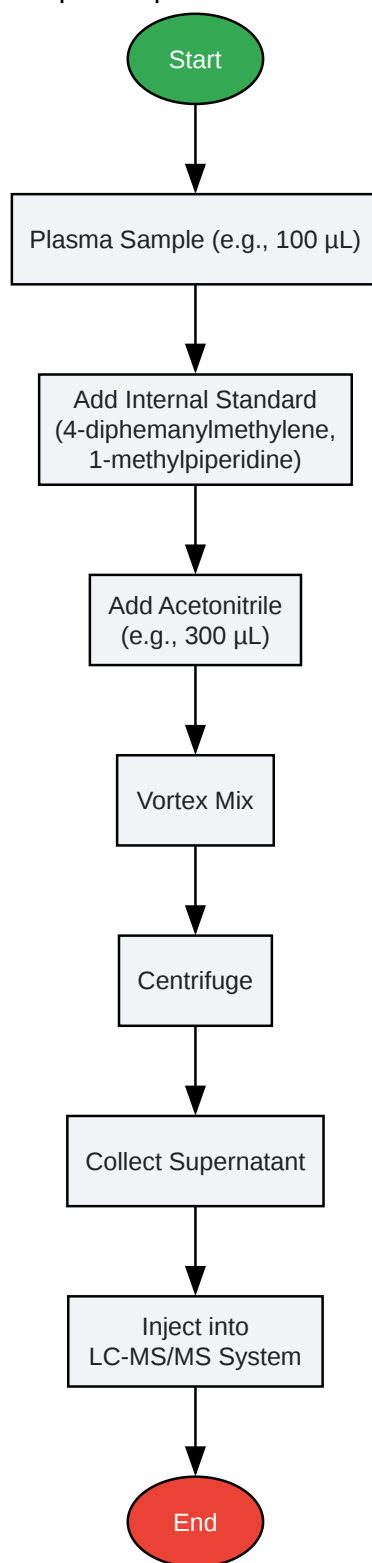 Start
Plasma Sample (e.g., 100 µL)
Add Internal Standard
(4-diphemanylmethylene,
1-methylpiperidine)
Add Acetonitrile
(e.g., 300 µL)
Vortex Mix
Centrifuge
Collect Supernatant
Inject into
LC-MS/MS System
End